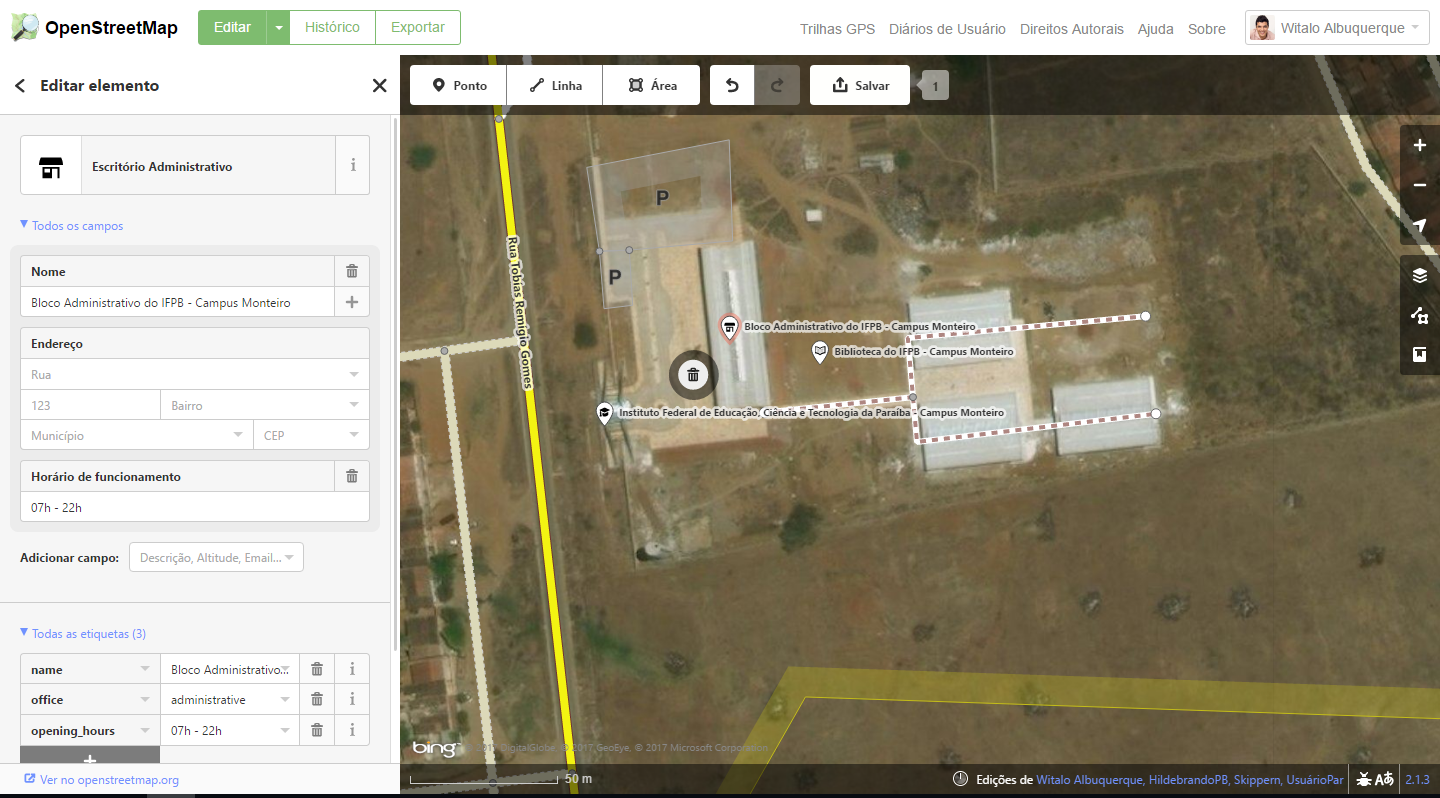 OpenStreetMap
Editar
Histórico
Exportar
Trilhas GPS
Diários de Usuário
Direitos Autorais
Ajuda
Sobre
Witalo Albuquerque
Editar elemento
Ponto
Linha
Área
Salvar
1
Escritório Administrativo
i
Todos os campos
Nome
Bloco Administrativo do IFPB - Campus Monteiro
Endereço
Rua
123
Bairro
Município
CEP
Horário de funcionamento
07h - 22h
Adicionar campo:
Descrição, Altitude, Email...
Todas as etiquetas (3)
name
Bloco Administrativo...
i
office
administrative
i
opening_hours
07h - 22h
i
Ver no openstreetmap.org
P
P
Rua Tobías Remígio Gomes
Bloco Administrativo do IFPB - Campus Monteiro
Biblioteca do IFPB - Campus Monteiro
Instituto Federal de Educação, Ciência e Tecnologia da Paraíba - Campus Monteiro
bing
DigitalGlobe, © 2017 GeoEye, © 2017 Microsoft Corporation
50 m
Edições de Witalo Albuquerque, HildebrandoPB, Skippern, UsuárioPar
2.1.3